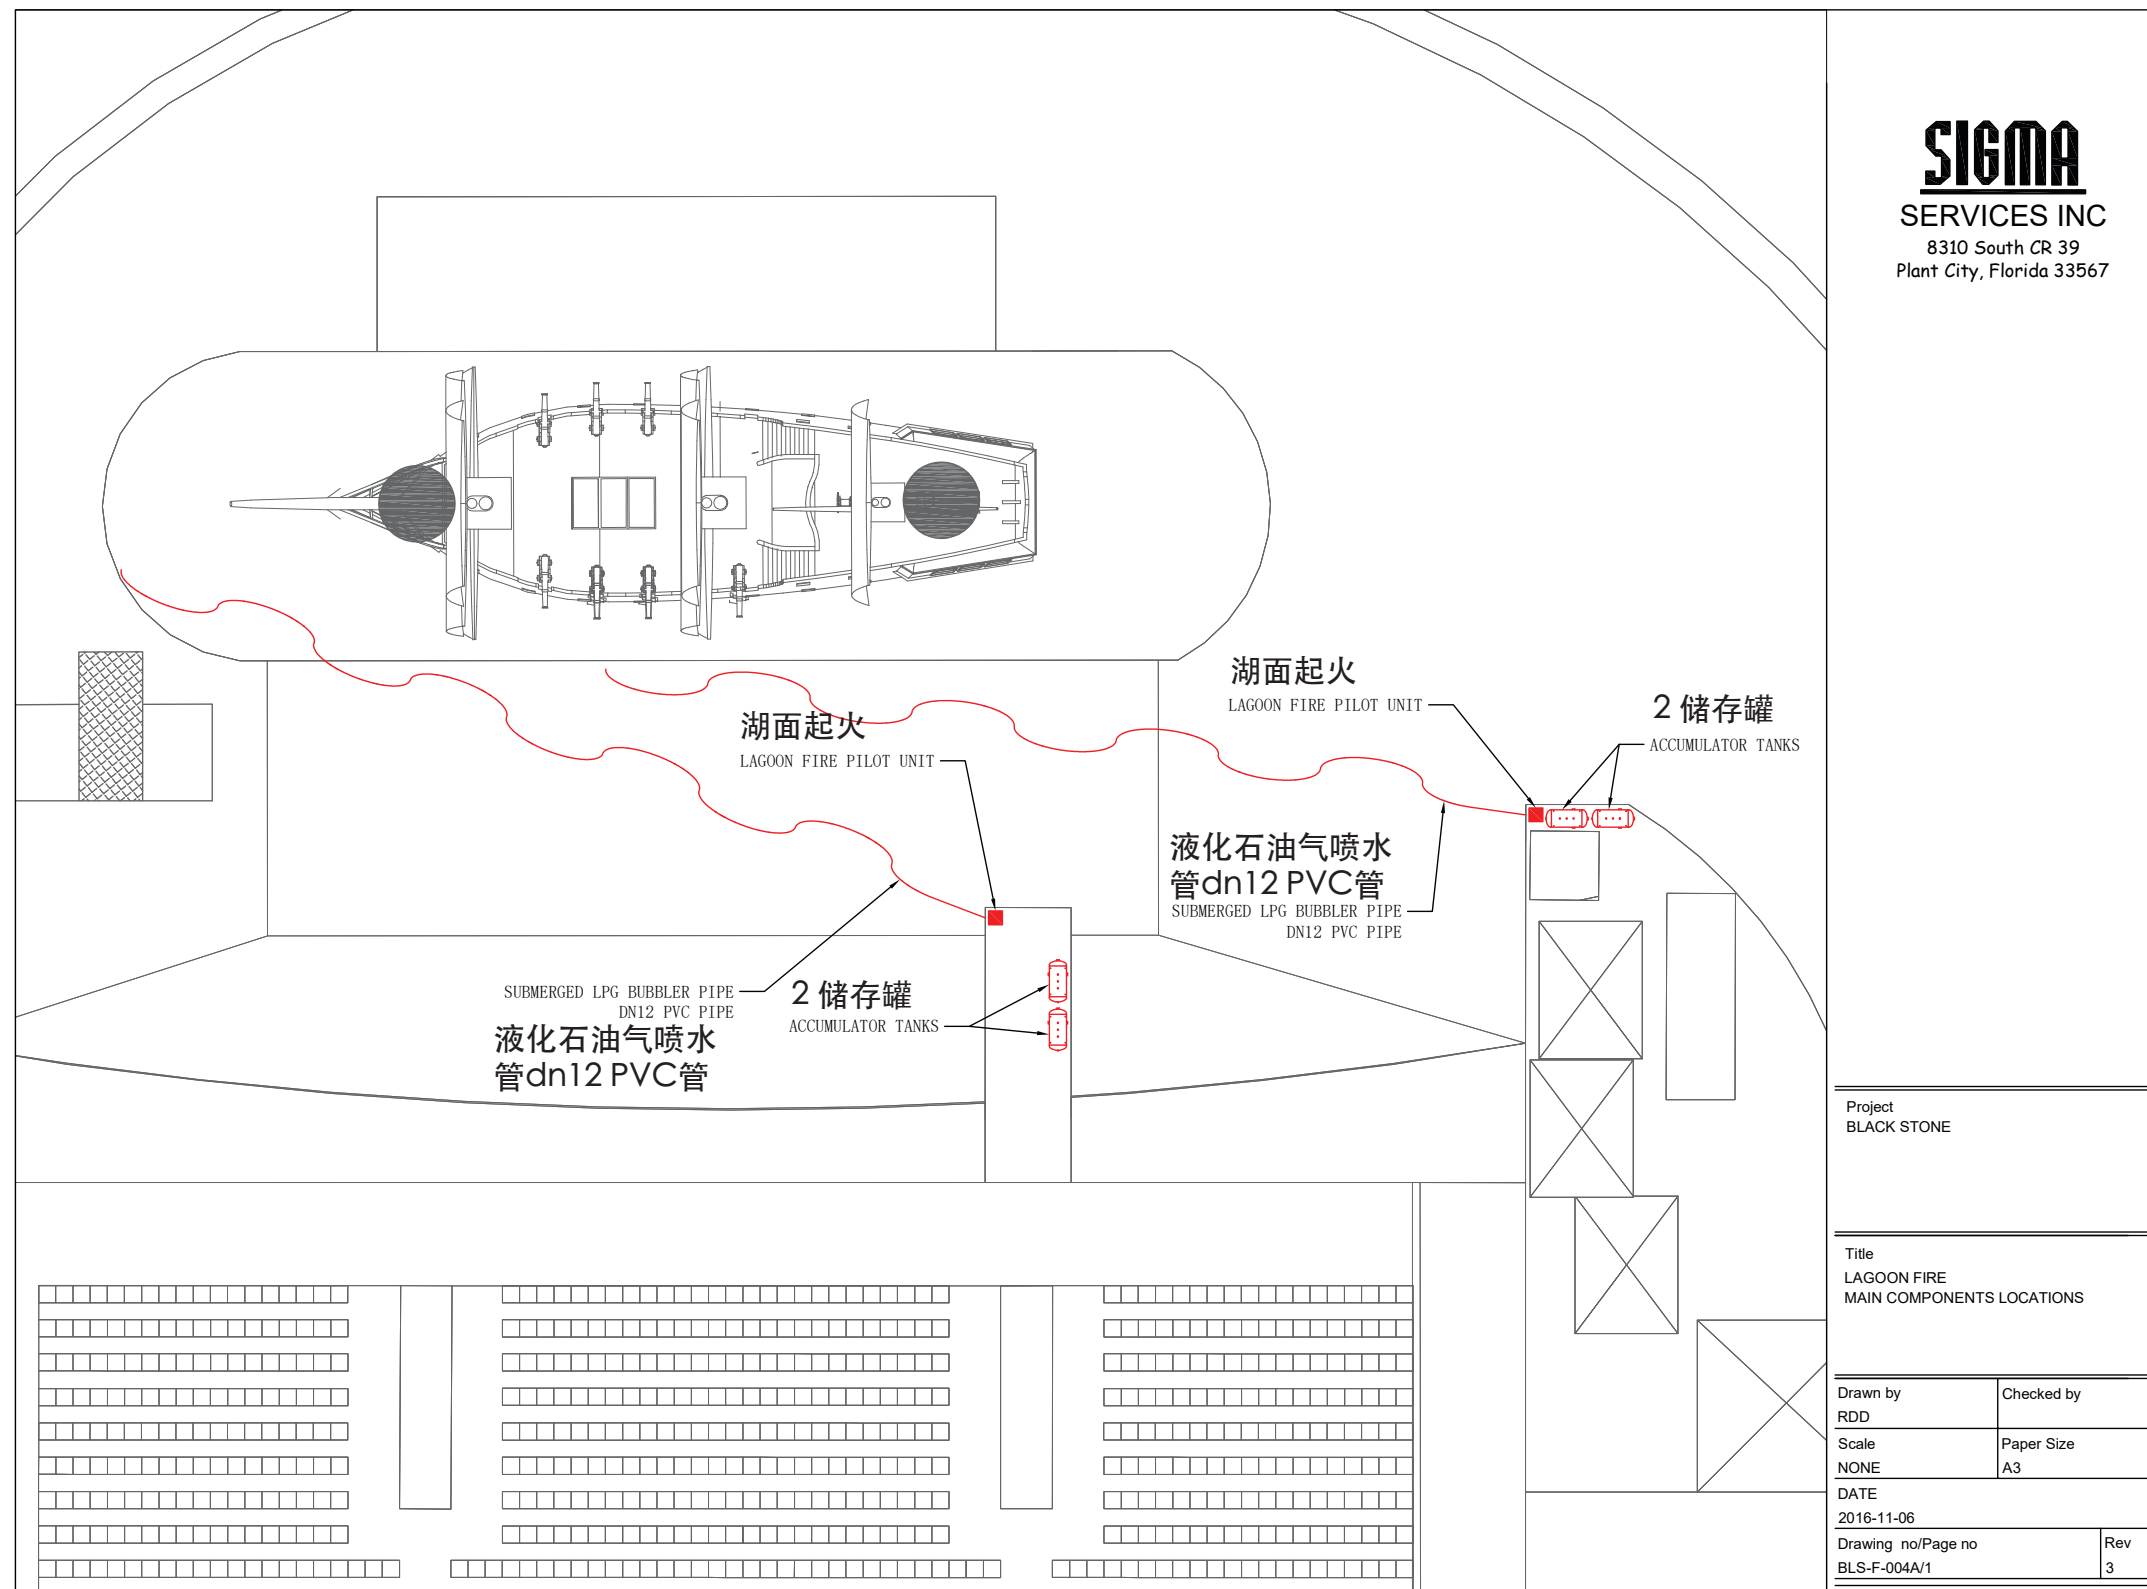 SIGMA
SERVICES INC
8310 South CR 39
Plant City, Florida 33567
湖面起火
LAGOON FIRE PILOT UNIT
2 储存罐
ACCUMULATOR TANKS
湖面起火
LAGOON FIRE PILOT UNIT
液化石油气喷水
管dn12 PVC管
SUBMERGED LPG BUBBLER PIPE
DN12 PVC PIPE
SUBMERGED LPG BUBBLER PIPE
DN12 PVC PIPE
液化石油气喷水
管dn12 PVC管
2 储存罐
ACCUMULATOR TANKS
Project
BLACK STONE
Title
LAGOON FIRE
MAIN COMPONENTS LOCATIONS
Drawn by
RDD
Checked by
Scale
NONE
Paper Size
A3
DATE
2016-11-06
Drawing no/Page no
BLS-F-004A/1
Rev
3